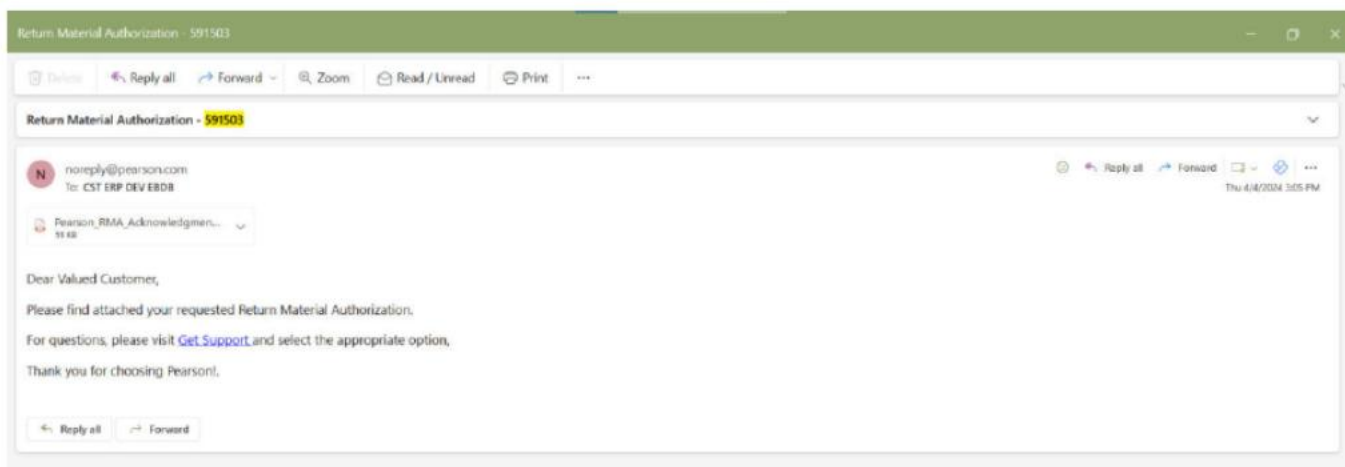 Return Material Authorization - 591503
Delete Reply all Forward Zoom Read / Unread Print ...
Return Material Authorization - 591503
N noreply@pearson.com Reply all Forward ...
To: CST ERP DEV EBDB Thu 4/4/2024 3:05 PM
Pearson_RMA_Acknowledgmen...
Dear Valued Customer,
Please find attached your requested Return Material Authorization.
For questions, please visit Get Support and select the appropriate option,
Thank you for choosing Pearson!.
Reply all Forward